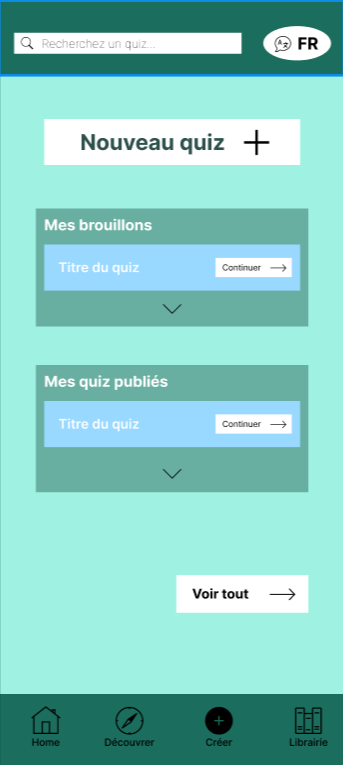 Recherchez un quiz...
FR
Nouveau quiz
Mes brouillons
Titre du quiz
Continuer
Mes quiz publiés
Titre du quiz
Continuer
Voir tout
Home
Découvrer
Créer
Librairie